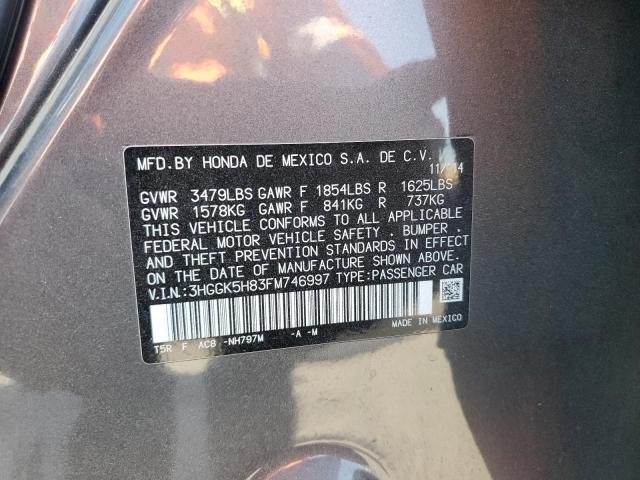 MFD. BY HONDA DE MEXICO S.A. DE C.V.
11/14
GVWR 3479LBS GAWR F 1854LBS R 1625LBS
GVWR 1578KG GAWR F 841KG R 737KG
THIS VEHICLE CONFORMS TO ALL APPLICABLE
FEDERAL MOTOR VEHICLE SAFETY, BUMPER,
AND THEFT PREVENTION STANDARDS IN EFFECT
ON THE DATE OF MANUFACTURE SHOWN ABOVE.
V.I.N.:3HGGK5H83FM746997 TYPE:PASSENGER CAR
T5R F AC8 -NH797M -A -M MADE IN MEXICO